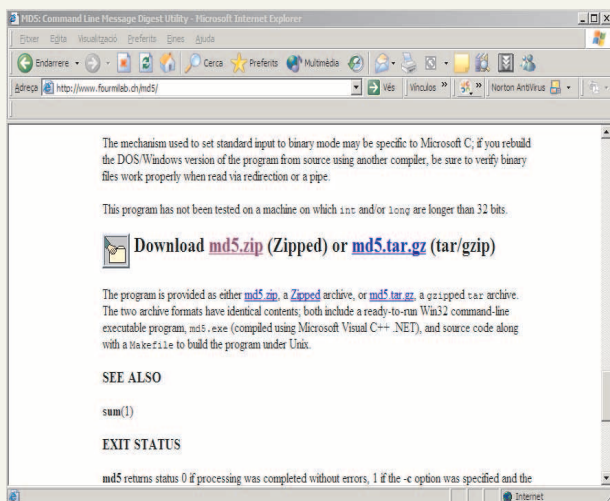 MD5: Command Line Message Digest Utility - Microsoft Internet Explorer
Fitxer Edita Visualització Preferits Eines Ajuda
Endarrere Cerca Preferits Multimèdia
Adreça http://www.fourmilab.ch/md5/ Vés Vínculos » » Norton AntiVirus
The mechanism used to set standard input to binary mode may be specific to Microsoft C; if you rebuild
the DOS/Windows version of the program from source using another compiler, be sure to verify binary
files work properly when read via redirection or a pipe.
This program has not been tested on a machine on which int and/or long are longer than 32 bits.
Download md5.zip (Zipped) or md5.tar.gz (tar/gzip)
The program is provided as either md5.zip, a Zipped archive, or md5.tar.gz, a gzipped tar archive.
The two archive formats have identical contents; both include a ready-to-run Win32 command-line
executable program, md5.exe (compiled using Microsoft Visual C++ .NET), and source code along
with a Makefile to build the program under Unix.
SEE ALSO
sum(1)
EXIT STATUS
md5 returns status 0 if processing was completed without errors, 1 if the -c option was specified and the
Internet